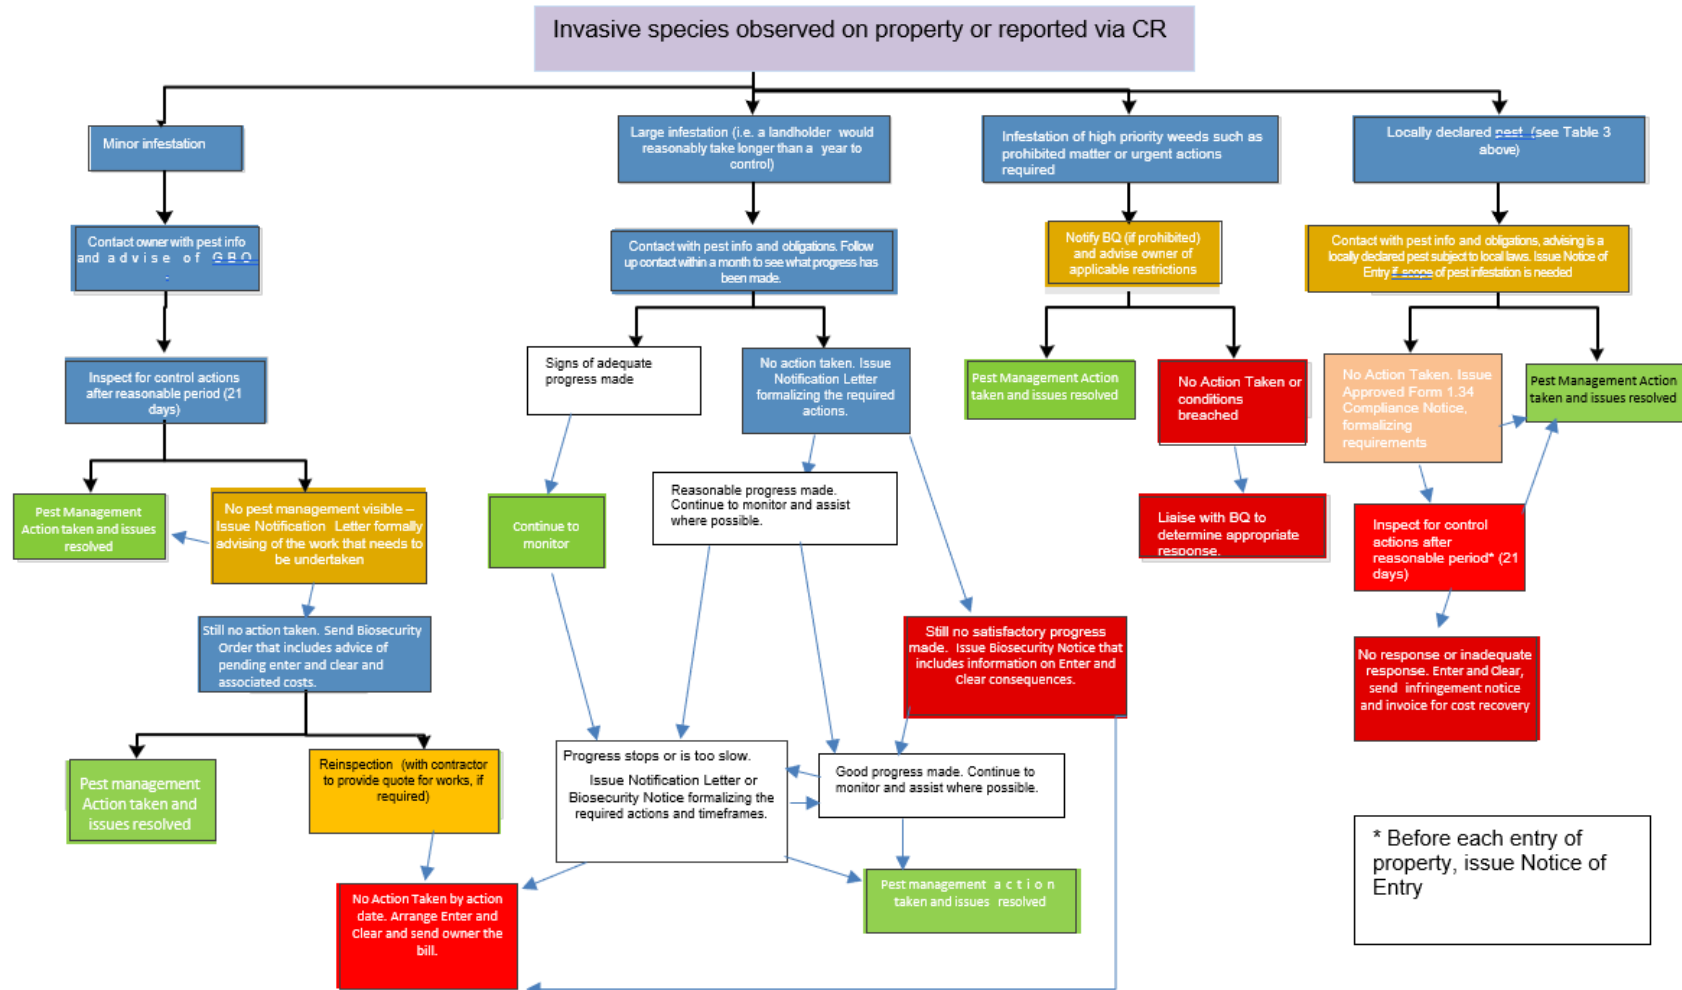 Invasive species observed on property or reported via CR
Minor infestation
Large infestation (i.e. a landholder would
reasonably take longer than a year to
control)
Infestation of high priority weeds such as
prohibited matter or urgent actions
required
Locally declared pest (see Table 3
above)
Contact owner with pest info
and advise of GBO
.
Contact with pest info and obligations. Follow
up contact within a month to see what progress has
been made.
Notify BQ (if prohibited)
and advise owner of
applicable restrictions
Contact with pest info and obligations, advising is a
locally declared pest subject to local laws. Issue Notice of
Entry if scope of pest infestation is needed
Inspect for control actions
after reasonable period (21
days)
Signs of adequate
progress made
No action taken. Issue
Notification Letter
formalizing the required
actions.
Pest Management Action
taken and issues resolved
No Action Taken or
conditions
breached
No Action Taken. Issue
Approved Form 1.34
Compliance Notice,
formalizing
requirements
Pest Management Action
taken and issues resolved
Pest Management
Action taken and issues
resolved
No pest management visible –
Issue Notification Letter formally
advising of the work that needs to
be undertaken
Continue to
monitor
Reasonable progress made.
Continue to monitor and assist
where possible.
Liaise with BQ to
determine appropriate
response.
Inspect for control
actions after
reasonable period* (21
days)
Still no action taken. Send Biosecurity
Order that includes advice of
pending enter and clear and
associated costs.
Still no satisfactory progress
made. Issue Biosecurity Notice that
includes information on Enter and
Clear consequences.
No response or inadequate
response. Enter and Clear,
send infringement notice
and invoice for cost recovery
Pest management
Action taken and
issues resolved
Reinspection (with contractor
to provide quote for works, if
required)
Progress stops or is too slow.
Issue Notification Letter or
Biosecurity Notice formalizing the
required actions and timeframes.
Good progress made. Continue to
monitor and assist where possible.
No Action Taken by action
date. Arrange Enter and
Clear and send owner the
bill.
Pest management action
taken and issues resolved
* Before each entry of
property, issue Notice of
Entry